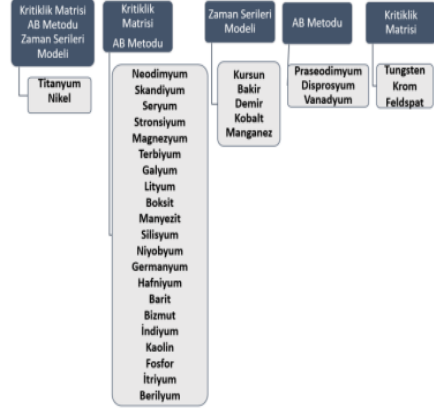 Kritiklik Matrisi
AB Metodu
Zaman Serileri
Modeli
Titanyum
Nikel
Kritiklik
Matrisi
AB Metodu
Neodimyum
Skandiyum
Seryum
Stronsiyum
Magnezyum
Terbiyum
Galyum
Lityum
Boksit
Manyezit
Silisyum
Niyobyum
Germanyum
Hafniyum
Barit
Bizmut
İndiyum
Kaolin
Fosfor
İtriyum
Berilyum
Zaman Serileri
Modeli
Kursun
Bakir
Demir
Kobalt
Manganez
AB Metodu
Praseodimyum
Disprosyum
Vanadyum
Kritiklik
Matrisi
Tungsten
Krom
Feldspat